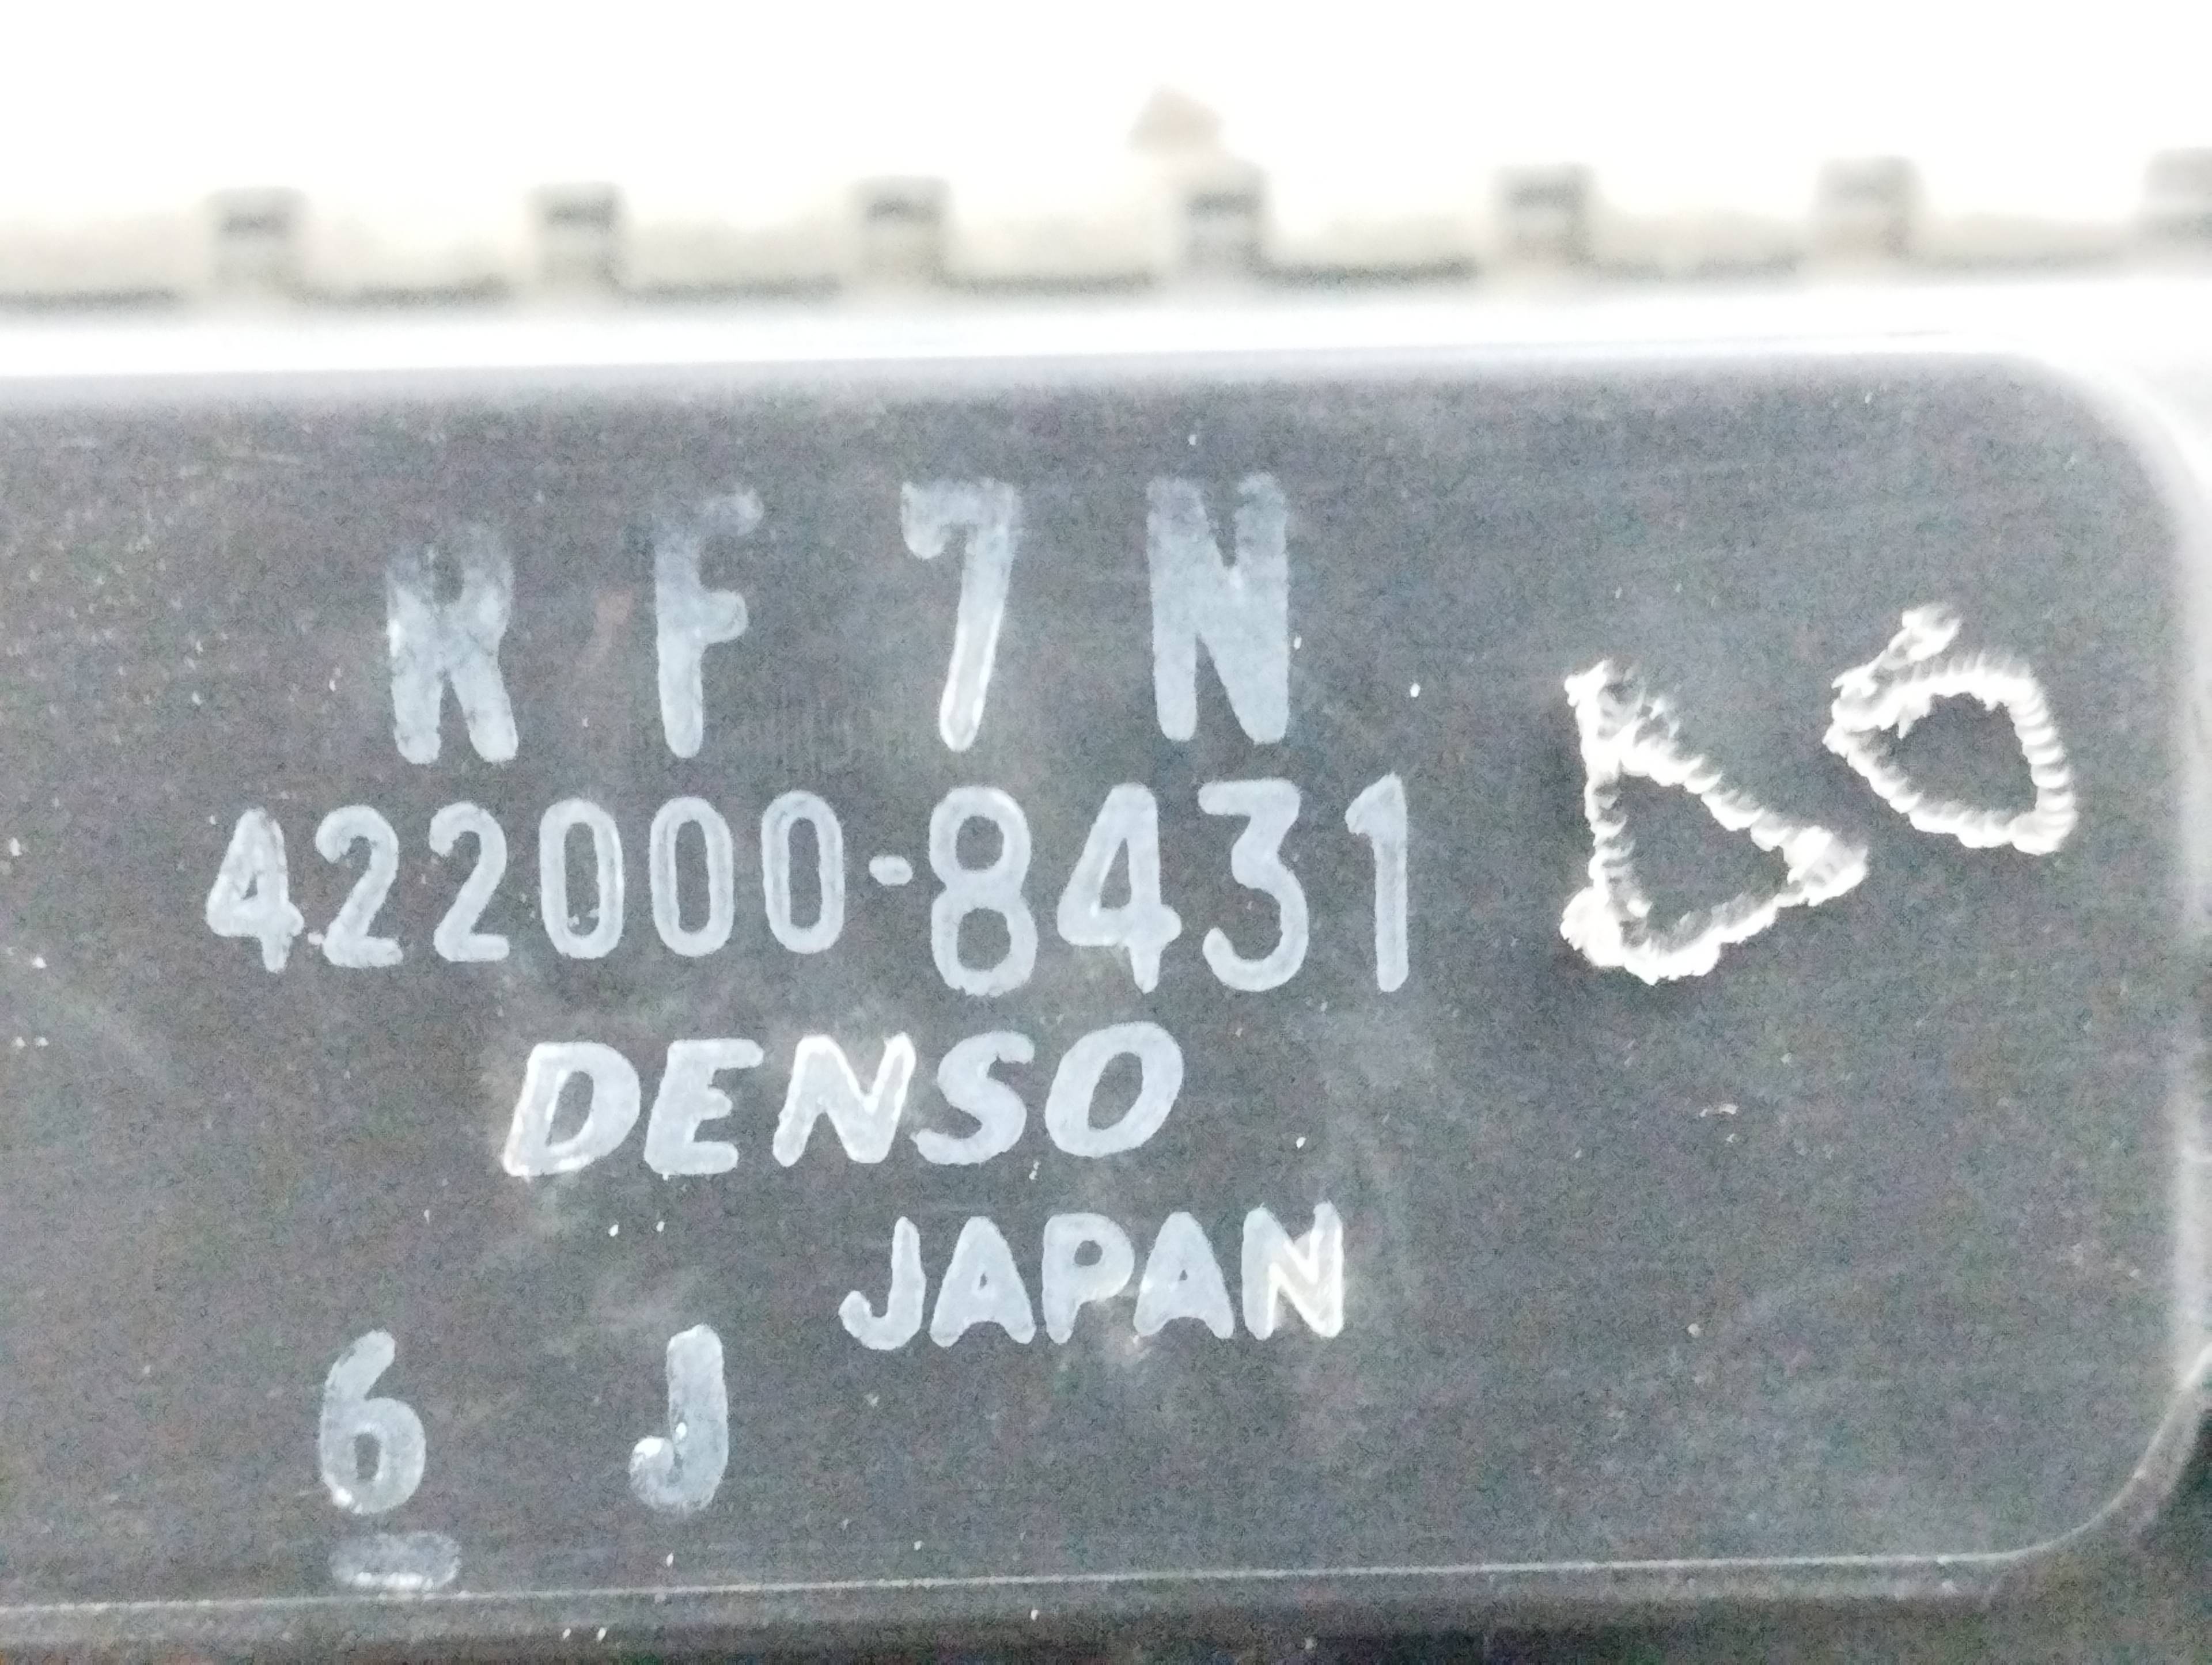 RF7N
422000-8431
DENSO
JAPAN
6 J